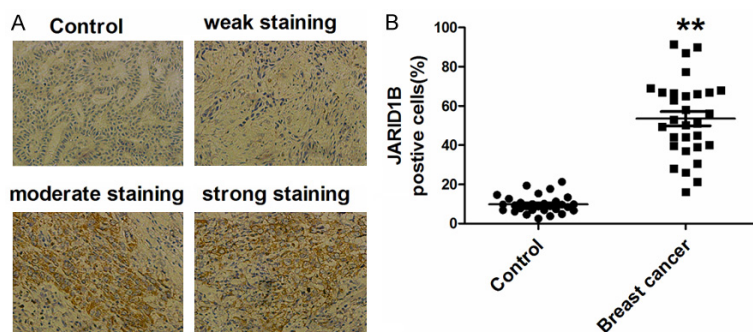 A
Control
weak staining
moderate staining
strong staining
B
**
JARID1B
postive cells(%)
100
80
60
40
20
0
Control
Breast cancer